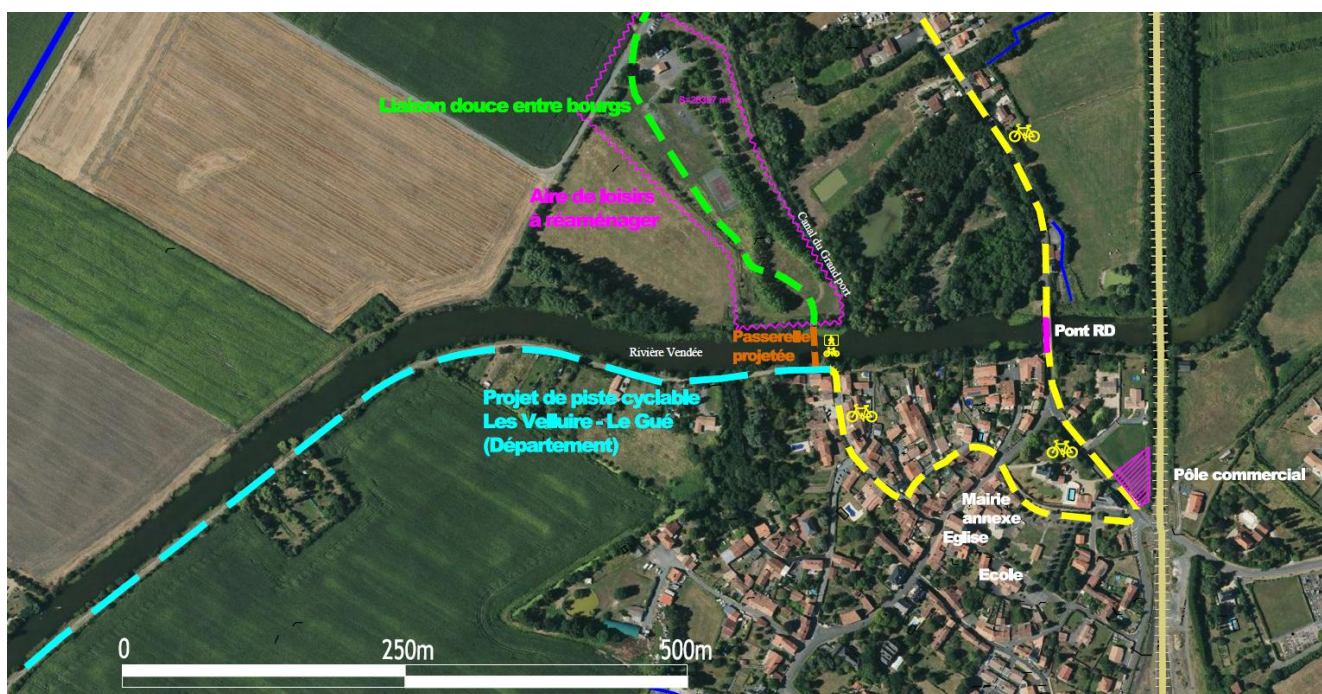 Liaison douce entre bourgs
Aire de loisirs
à réaménager
Canal du Grand port
Pont RD
Passerelle
projetée
Rivière Vendée
Projet de piste cyclable
Les Velluire - Le Gué
(Département)
Pôle commercial
Mairie
annexe
Eglise
Ecole
0
250m
500m